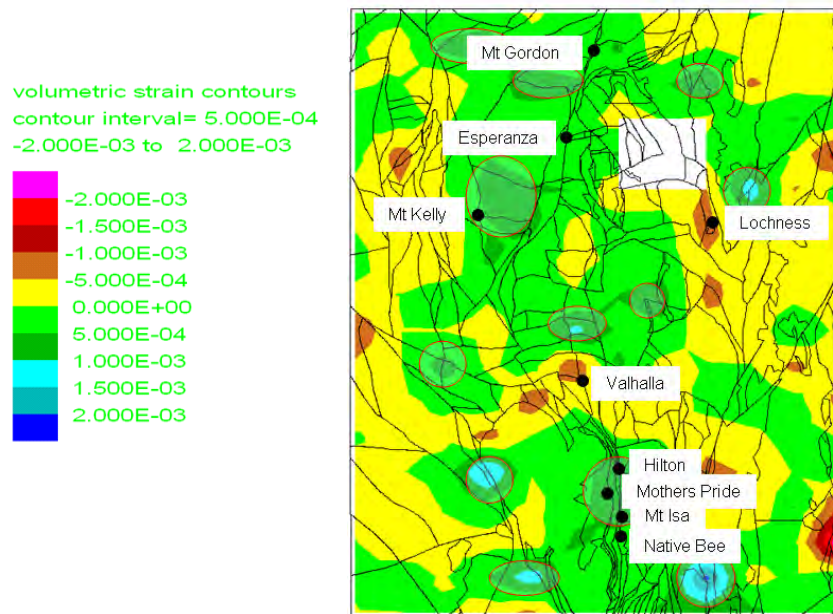 volumetric strain contours
contour interval= 5.000E-04
-2.000E-03 to 2.000E-03
-2.000E-03
-1.500E-03
-1.000E-03
-5.000E-04
0.000E+00
5.000E-04
1.000E-03
1.500E-03
2.000E-03
Mt Gordon
Esperanza
Mt Kelly
Lochness
Valhalla
Hilton
Mothers Pride
Mt Isa
Native Bee